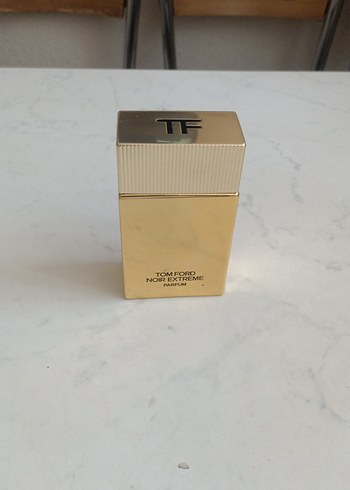 TF
TOM FORD
NOIR EXTREME
PARFUM